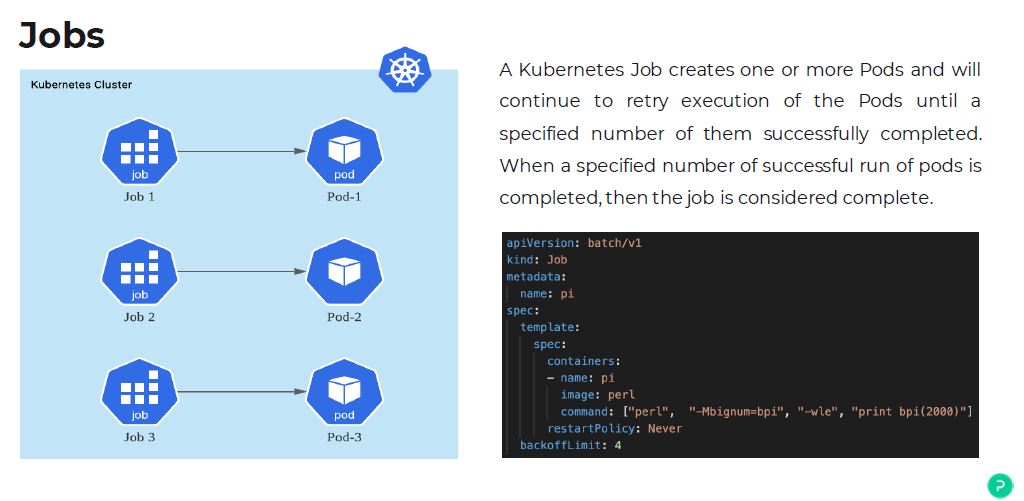 Jobs
Kubernetes Cluster
job
pod
Job 1
Pod-1
job
Job 2
Pod-2
job
pod
Job 3
Pod-3
A Kubernetes Job creates one or more Pods and will
continue to retry execution of the Pods until a
specified number of them successfully completed.
When a specified number of successful run of pods is
completed, then the job is considered complete.
apiVersion: batch/v1
kind: Job
metadata:
  name: pi
spec:
  template:
    spec:
      containers:
      - name: pi
        image: perl
        command: ["perl",  "-Mbignum=bpi", "-wle", "print bpi(2000)"]
      restartPolicy: Never
  backoffLimit: 4